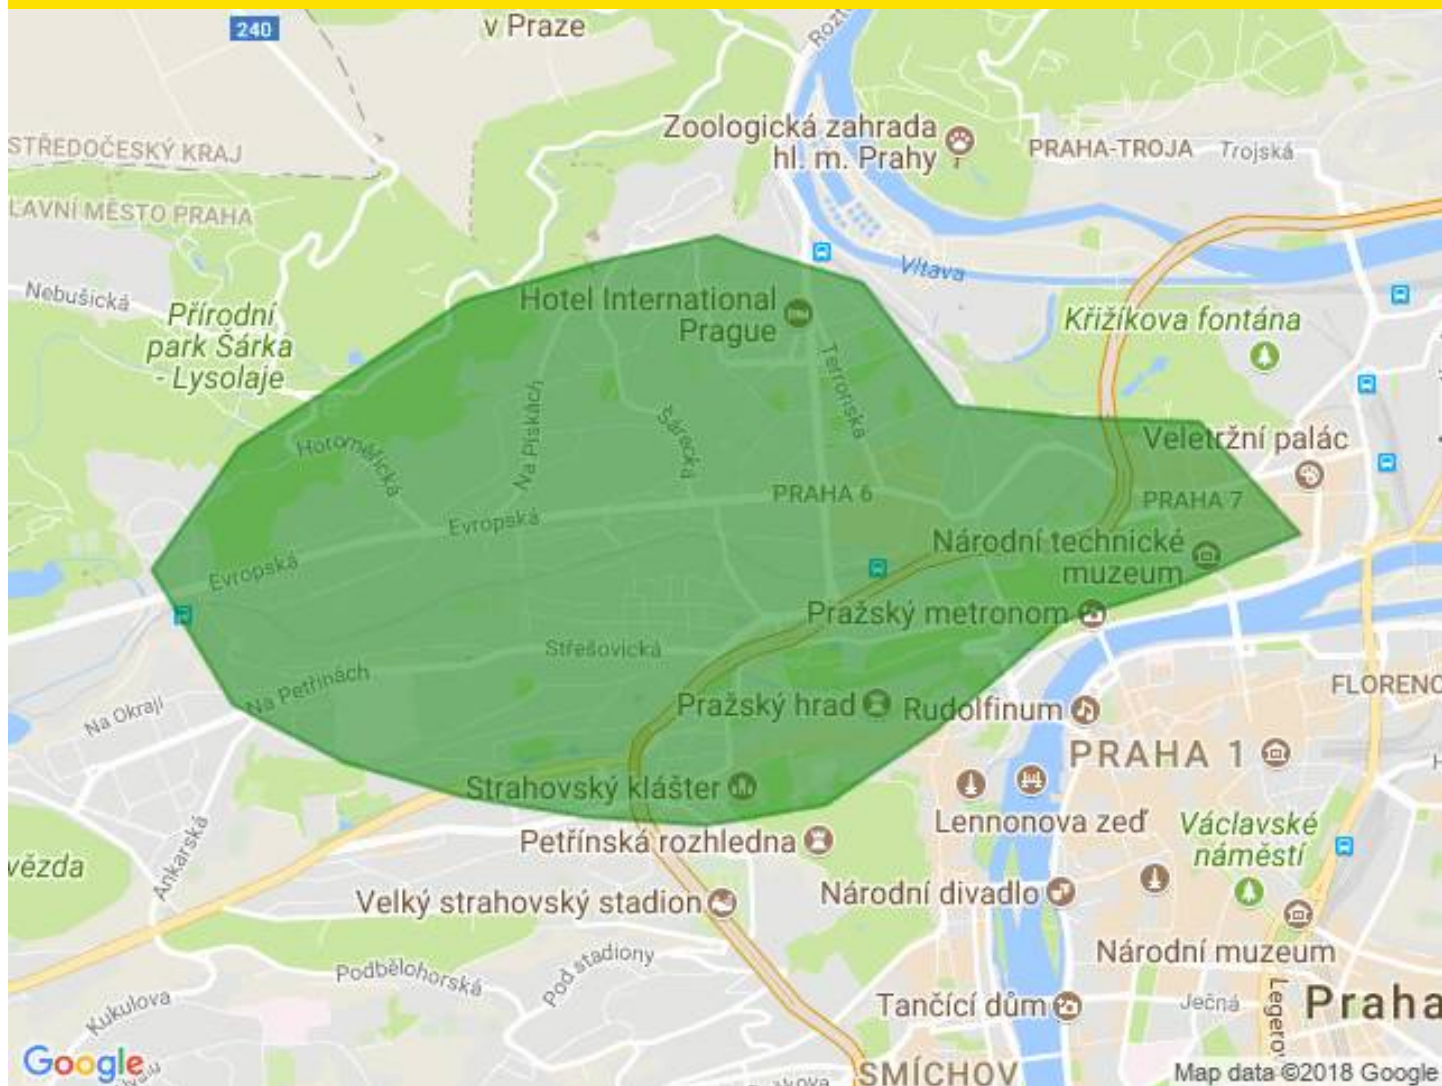 240
v Praze
Rozto
Zoologická zahrada
hl. m. Prahy
STŘEDOČESKÝ KRAJ
PRAHA-TROJA
Trojská
LAVNÍ MĚSTO PRAHA
Vltava
Nebušická
Přírodní
park Šárka
- Lysolaje
Hotel International
Prague
Křižíkova fontána
Terronská
Na Pískách
Šárecká
Horoměřická
Veletržní palác
PRAHA 6
PRAHA 7
Evropská
Evropská
Národní technické
muzeum
Pražský metronom
Střešovická
Na Petřinách
Na Okraji
Pražský hrad
Rudolfinum
FLORENC
PRAHA 1
Strahovský klášter
Lennonova zeď
Václavské
náměstí
Petřínská rozhledna
vězda
Ankarská
Velký strahovský stadion
Národní divadlo
Národní muzeum
Podbělohorská
Pod stadiony
Kukulova
Tančící dům
Ječná
Legero
Praha
Google
SMÍCHOV
Map data ©2018 Google